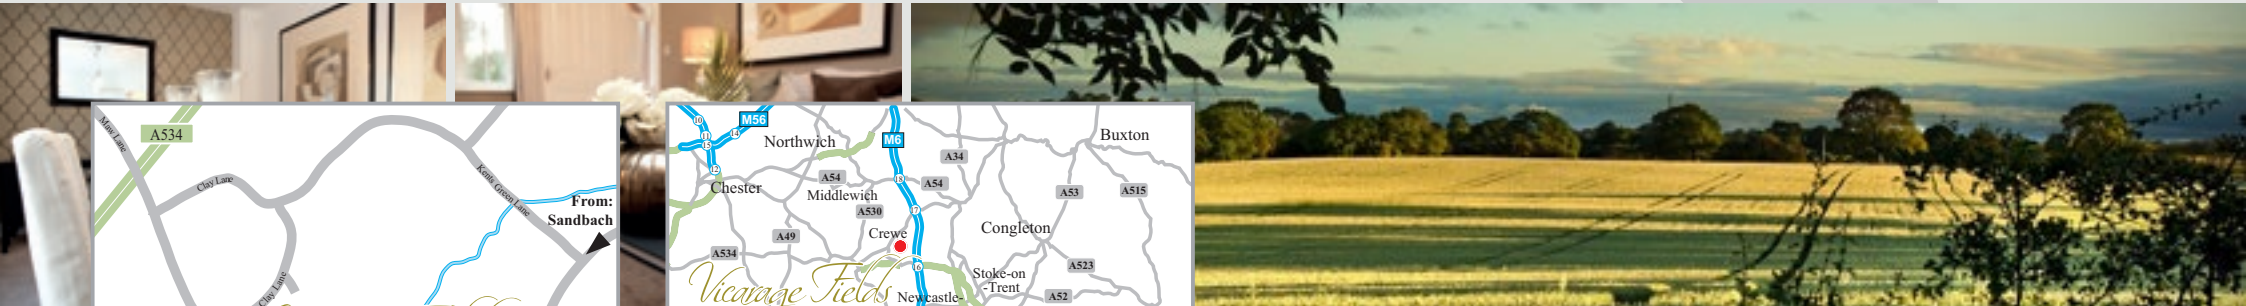 Maw Lane
A534
Clay Lane
Kents Green Lane
From:
Sandbach
Clay Lane
10
11
15
14
M56
12
Northwich
M6
A34
Buxton
Chester
A54
18
A54
Middlewich
A53
A515
A530
17
Crewe
Congleton
A49
A534
16
A523
Vicarage Fields
Stoke-on
-Trent
Newcastle-
A52